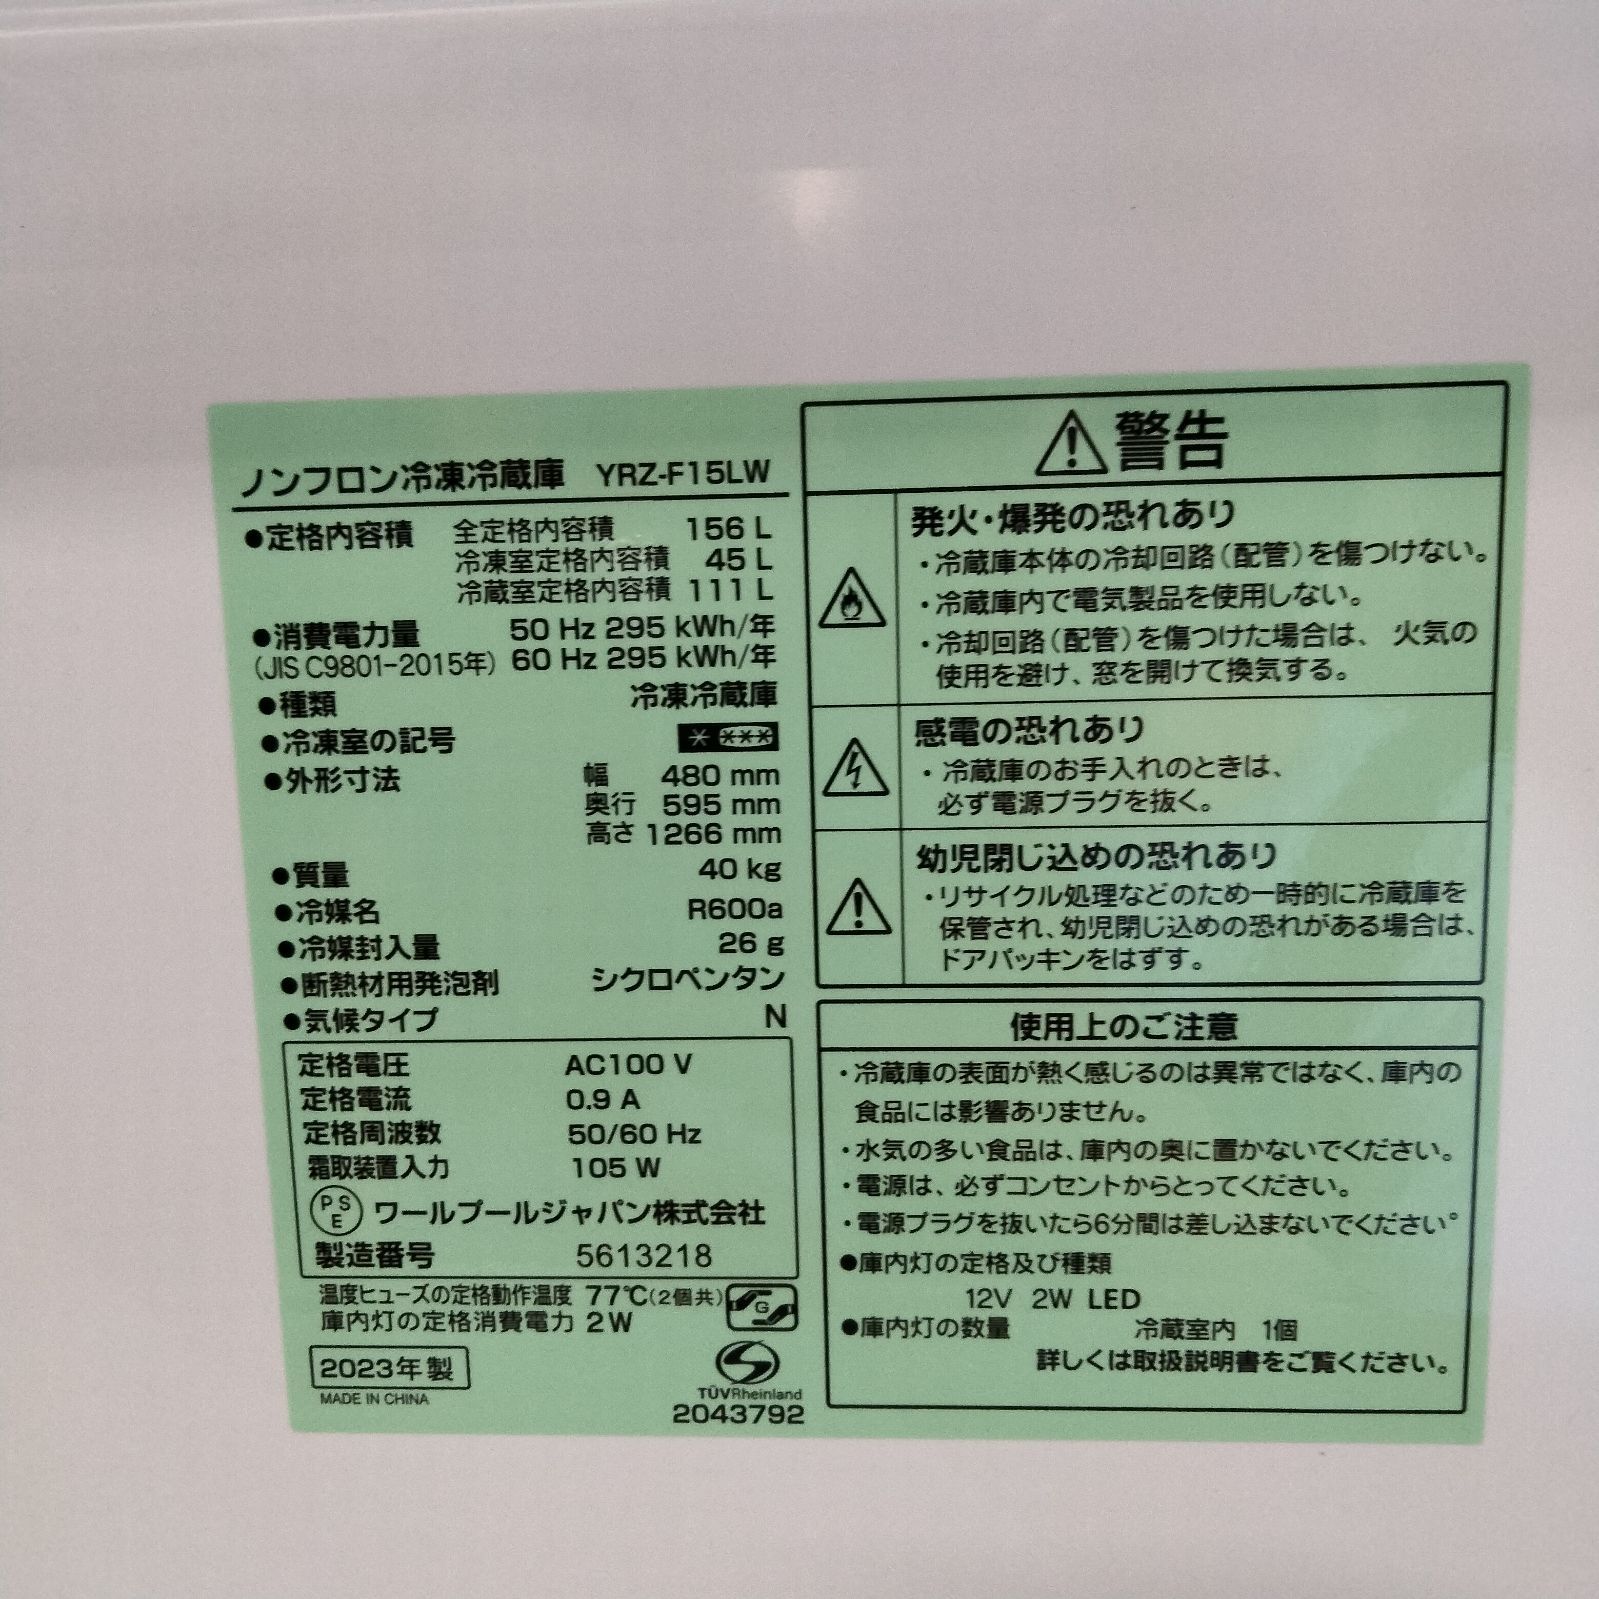 ノンフロン冷凍冷蔵庫 YRZ-F15LW
●定格内容積 全定格内容積 156 L
冷凍室定格内容積 45 L
冷蔵室定格内容積 111 L
●消費電力量 50 Hz 295 kWh/年
(JIS C9801-2015年) 60 Hz 295 kWh/年
●種類 冷凍冷蔵庫
●冷凍室の記号 * ***
●外形寸法 幅 480 mm
奥行 595 mm
高さ 1266 mm
●質量 40 kg
●冷媒名 R600a
●冷媒封入量 26 g
●断熱材用発泡剤 シクロペンタン
●気候タイプ N
定格電圧 AC100 V
定格電流 0.9 A
定格周波数 50/60 Hz
霜取装置入力 105 W
PSE ワールプールジャパン株式会社
製造番号 5613218
温度ヒューズの定格動作温度 77℃(2個共)
庫内灯の定格消費電力 2W
G
2023年製
MADE IN CHINA
TÜVRheinland
2043792
警告
発火・爆発の恐れあり
・冷蔵庫本体の冷却回路(配管)を傷つけない。
・冷蔵庫内で電気製品を使用しない。
・冷却回路(配管)を傷つけた場合は、火気の
使用を避け、窓を開けて換気する。
感電の恐れあり
・冷蔵庫のお手入れのときは、
必ず電源プラグを抜く。
幼児閉じ込めの恐れあり
・リサイクル処理などのため一時的に冷蔵庫を
保管され、幼児閉じ込めの恐れがある場合は、
ドアパッキンをはずす。
使用上のご注意
・冷蔵庫の表面が熱く感じるのは異常ではなく、庫内の
食品には影響ありません。
・水気の多い食品は、庫内の奥に置かないでください。
・電源は、必ずコンセントからとってください。
・電源プラグを抜いたら6分間は差し込まないでください。
●庫内灯の定格及び種類
12V 2W LED
●庫内灯の数量 冷蔵室内 1個
詳しくは取扱説明書をご覧ください。